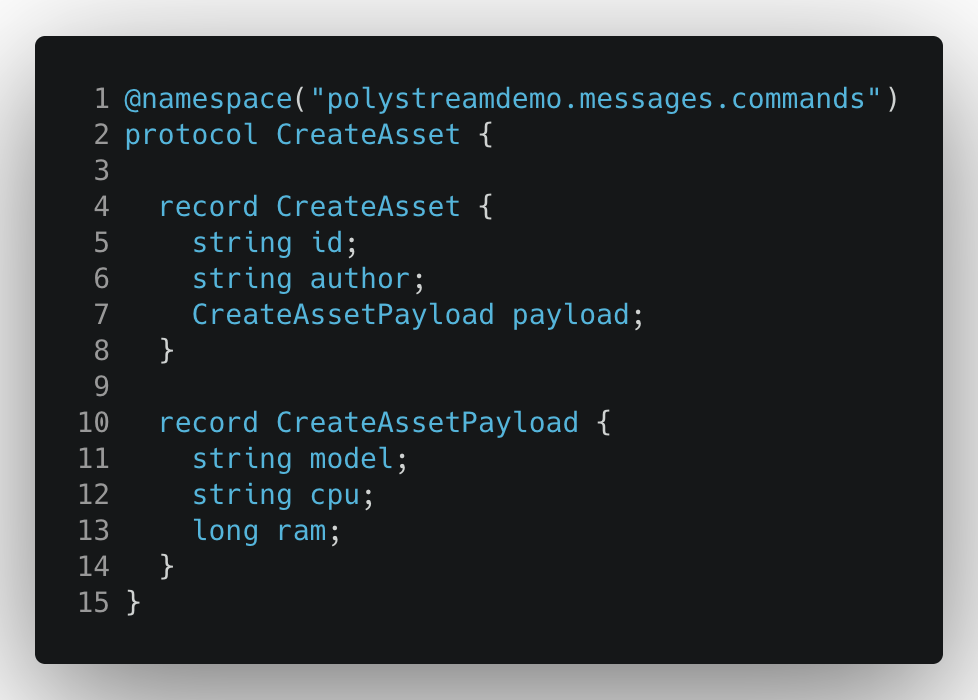 1 @namespace("polystreamdemo.messages.commands")
2 protocol CreateAsset {
3
4   record CreateAsset {
5     string id;
6     string author;
7     CreateAssetPayload payload;
8   }
9
10   record CreateAssetPayload {
11     string model;
12     string cpu;
13     long ram;
14   }
15 }